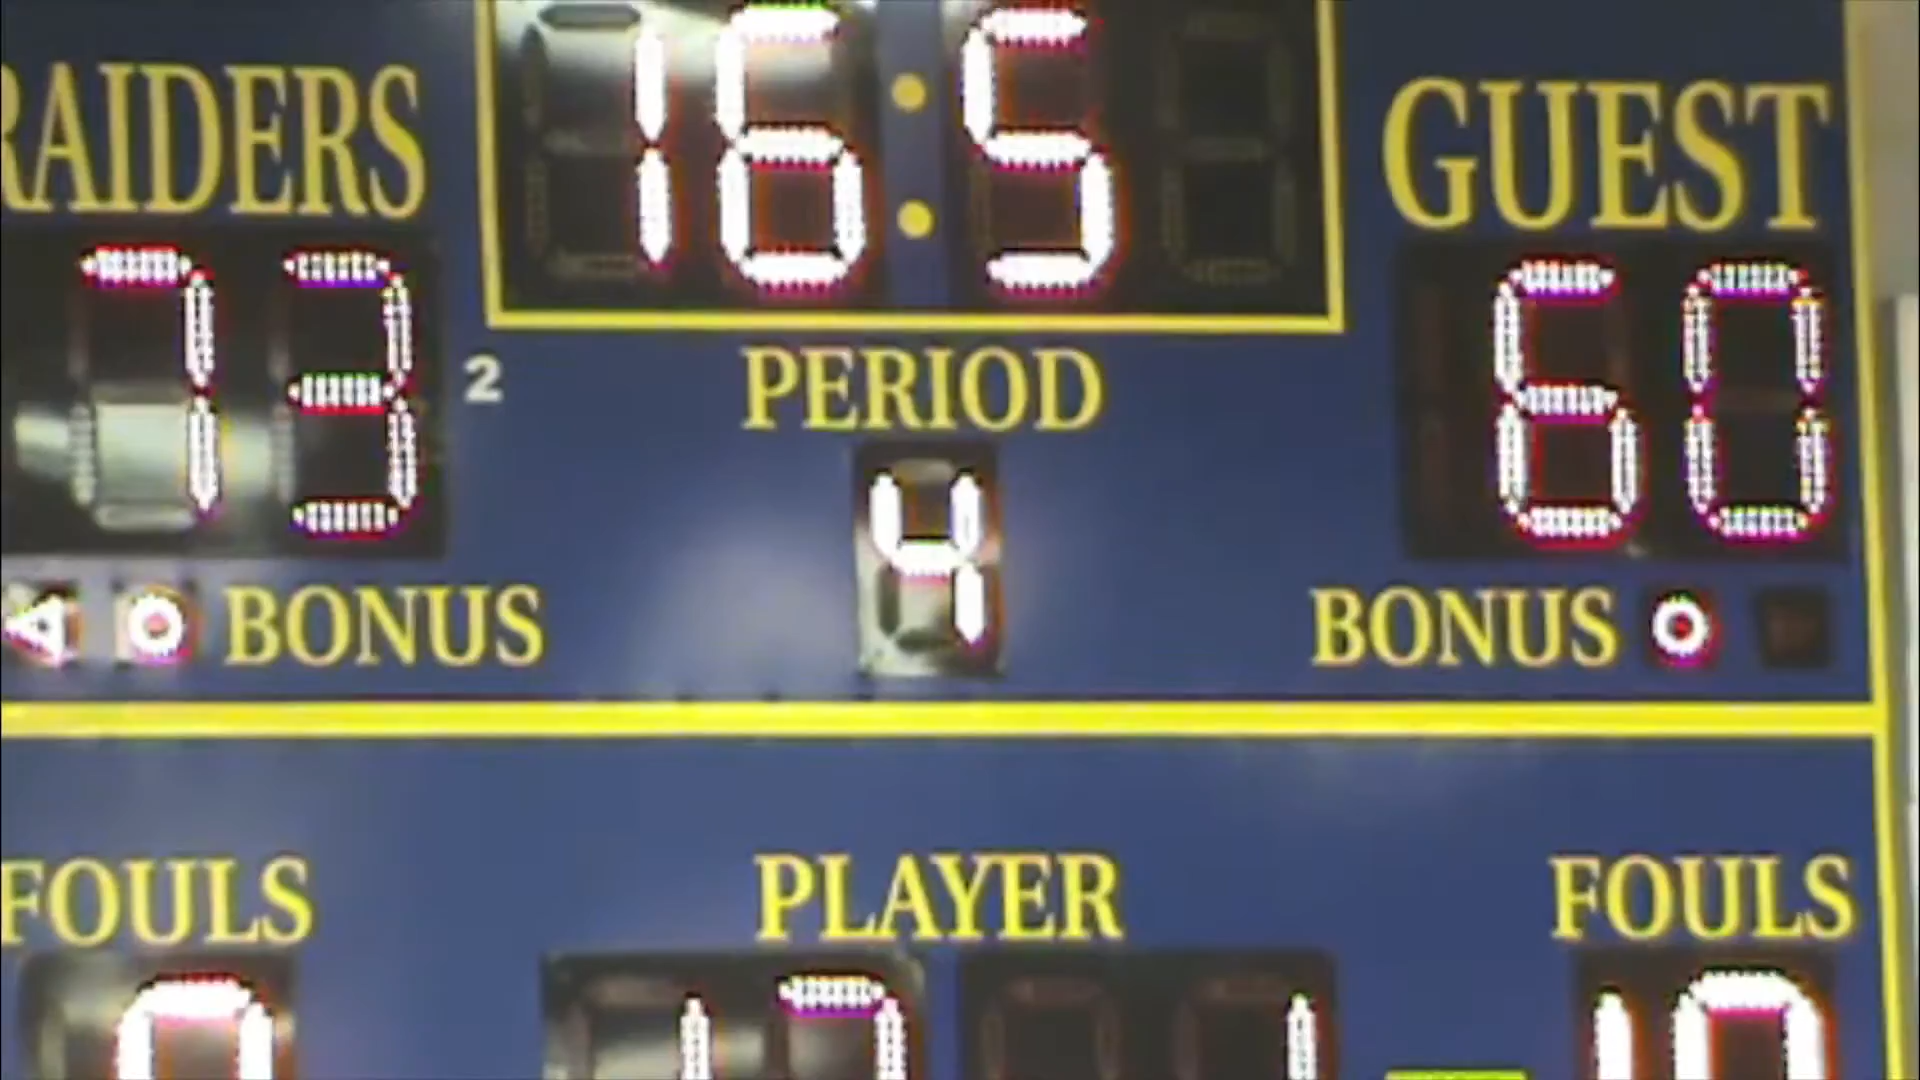 16:5
RAIDERS
GUEST
73
2
60
PERIOD
4
BONUS
BONUS
FOULS
PLAYER
FOULS